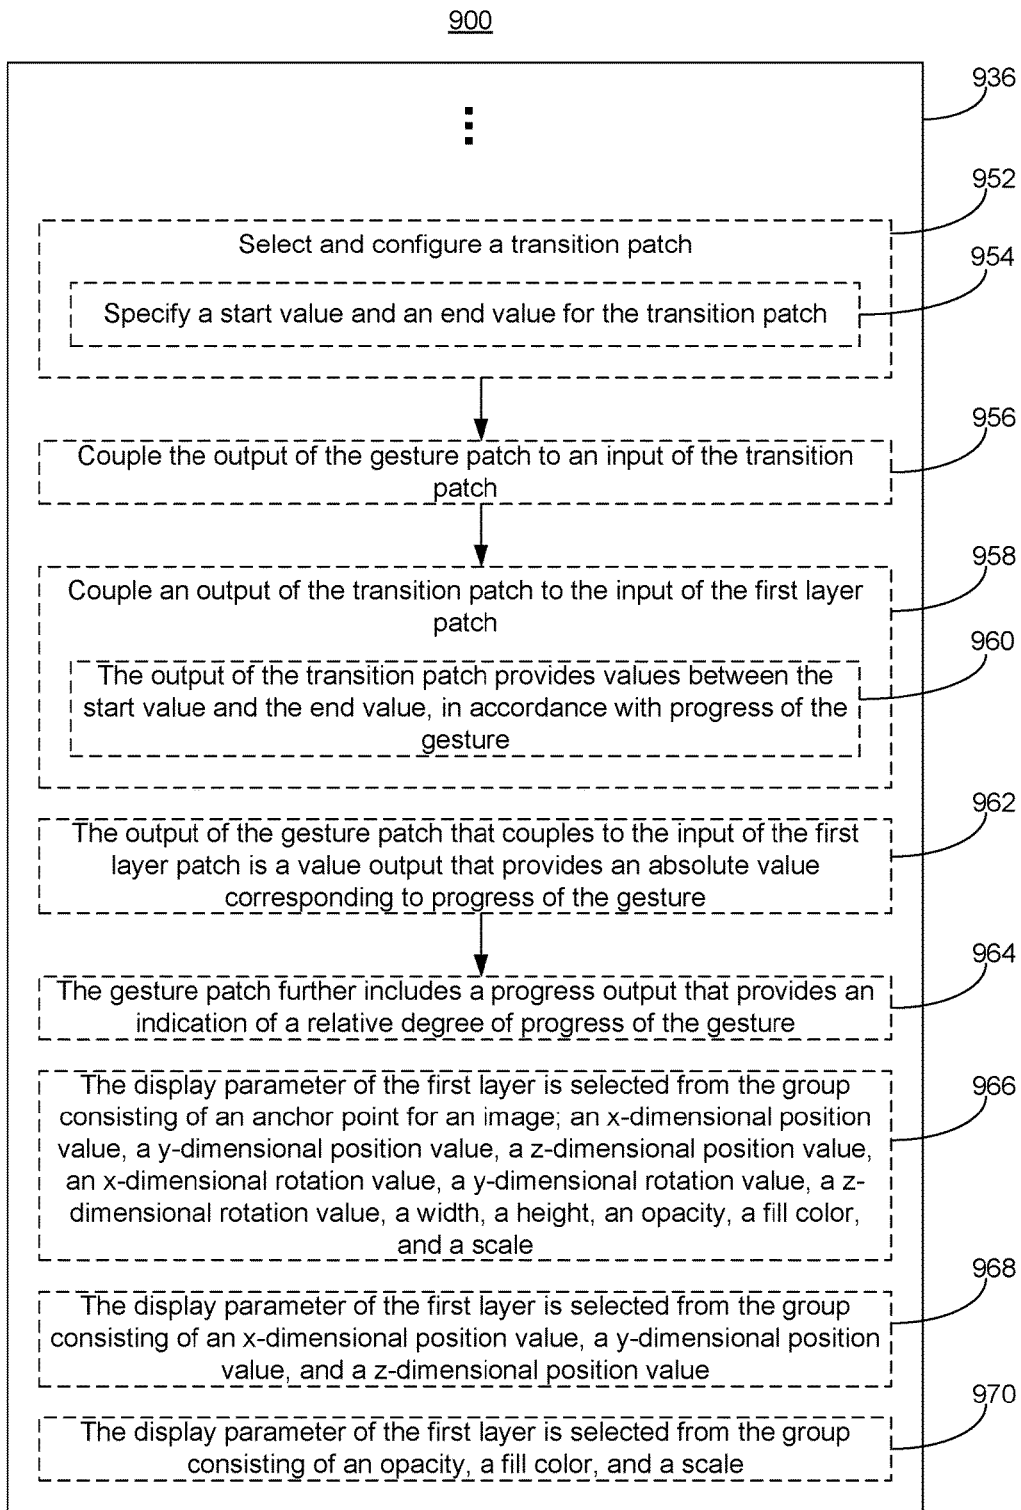 900
936
952
Select and configure a transition patch
954
Specify a start value and an end value for the transition patch
956
Couple the output of the gesture patch to an input of the transition
patch
958
Couple an output of the transition patch to the input of the first layer
patch
960
The output of the transition patch provides values between the
start value and the end value, in accordance with progress of the
gesture
962
The output of the gesture patch that couples to the input of the first
layer patch is a value output that provides an absolute value
corresponding to progress of the gesture
964
The gesture patch further includes a progress output that provides an
indication of a relative degree of progress of the gesture
966
The display parameter of the first layer is selected from the group
consisting of an anchor point for an image; an x-dimensional position
value, a y-dimensional position value, a z-dimensional position value,
an x-dimensional rotation value, a y-dimensional rotation value, a z-
dimensional rotation value, a width, a height, an opacity, a fill color,
and a scale
968
The display parameter of the first layer is selected from the group
consisting of an x-dimensional position value, a y-dimensional position
value, and a z-dimensional position value
970
The display parameter of the first layer is selected from the group
consisting of an opacity, a fill color, and a scale